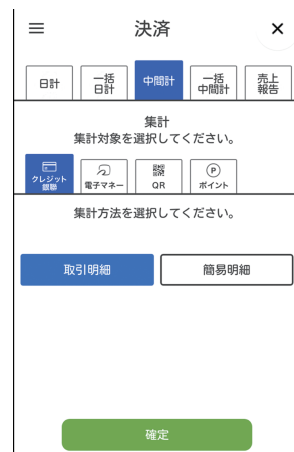 決済
日計
一括
日計
中間計
一括
中間計
売上
報告
集計
集計対象を選択してください。
クレジット
銀聯
電子マネー
QR
P
ポイント
集計方法を選択してください。
取引明細
簡易明細
確定